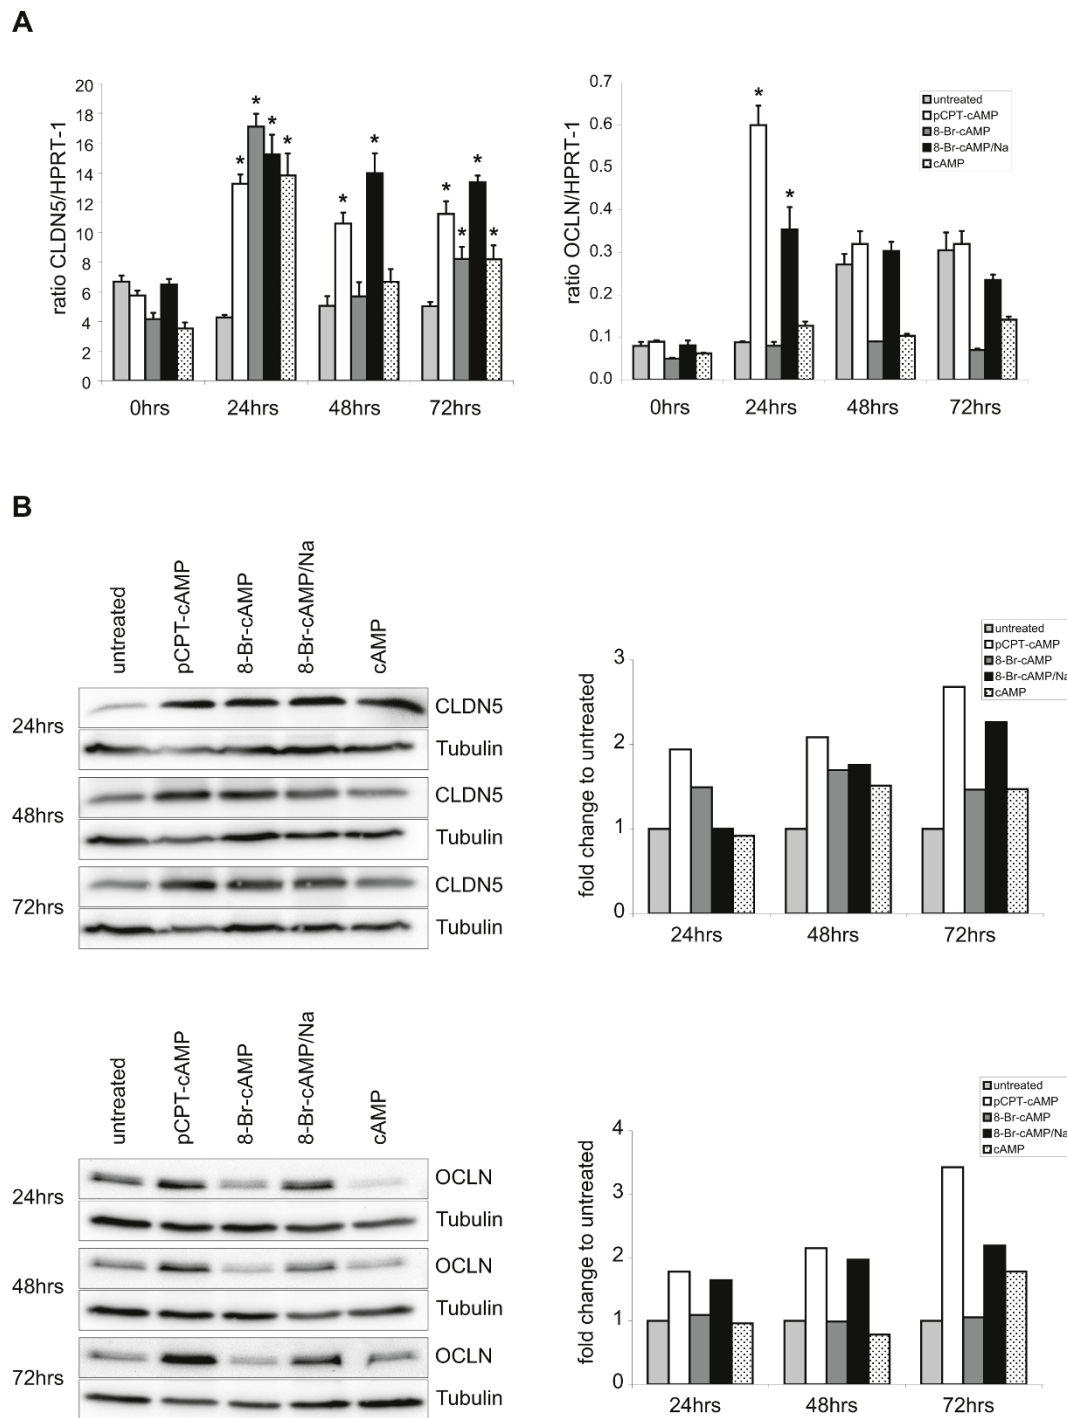 A
ratio CLDN5/HPRT-1
20
18
16
14
12
10
8
6
4
2
0
* * * * * * * * * *
0hrs 24hrs 48hrs 72hrs
ratio OCLN/HPRT-1
0.7
0.6
0.5
0.4
0.3
0.2
0.1
0.0
* *
untreated
pCPT-cAMP
8-Br-cAMP
8-Br-cAMP/Na
cAMP
0hrs 24hrs 48hrs 72hrs
B
untreated
pCPT-cAMP
8-Br-cAMP
8-Br-cAMP/Na
cAMP
24hrs
CLDN5
Tubulin
48hrs
CLDN5
Tubulin
72hrs
CLDN5
Tubulin
fold change to untreated
3
2
1
0
untreated
pCPT-cAMP
8-Br-cAMP
8-Br-cAMP/Na
cAMP
24hrs 48hrs 72hrs
untreated
pCPT-cAMP
8-Br-cAMP
8-Br-cAMP/Na
cAMP
24hrs
OCLN
Tubulin
48hrs
OCLN
Tubulin
72hrs
OCLN
Tubulin
fold change to untreated
4
3
2
1
0
untreated
pCPT-cAMP
8-Br-cAMP
8-Br-cAMP/Na
cAMP
24hrs 48hrs 72hrs